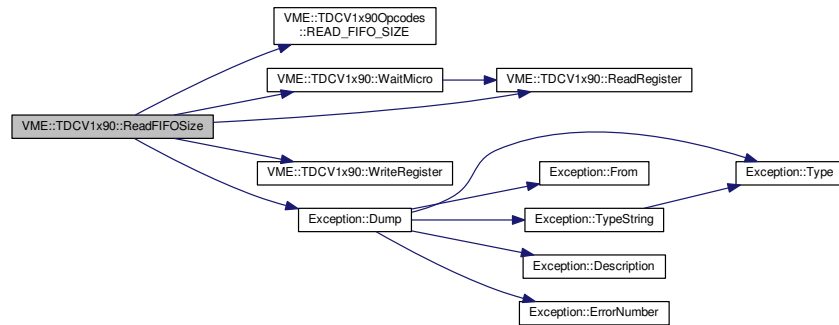 VME::TDCV1x90Opcodes
::READ_FIFO_SIZE
VME::TDCV1x90::WaitMicro
VME::TDCV1x90::ReadRegister
VME::TDCV1x90::ReadFIFOSize
VME::TDCV1x90::WriteRegister
Exception::From
Exception::Type
Exception::Dump
Exception::TypeString
Exception::Description
Exception::ErrorNumber